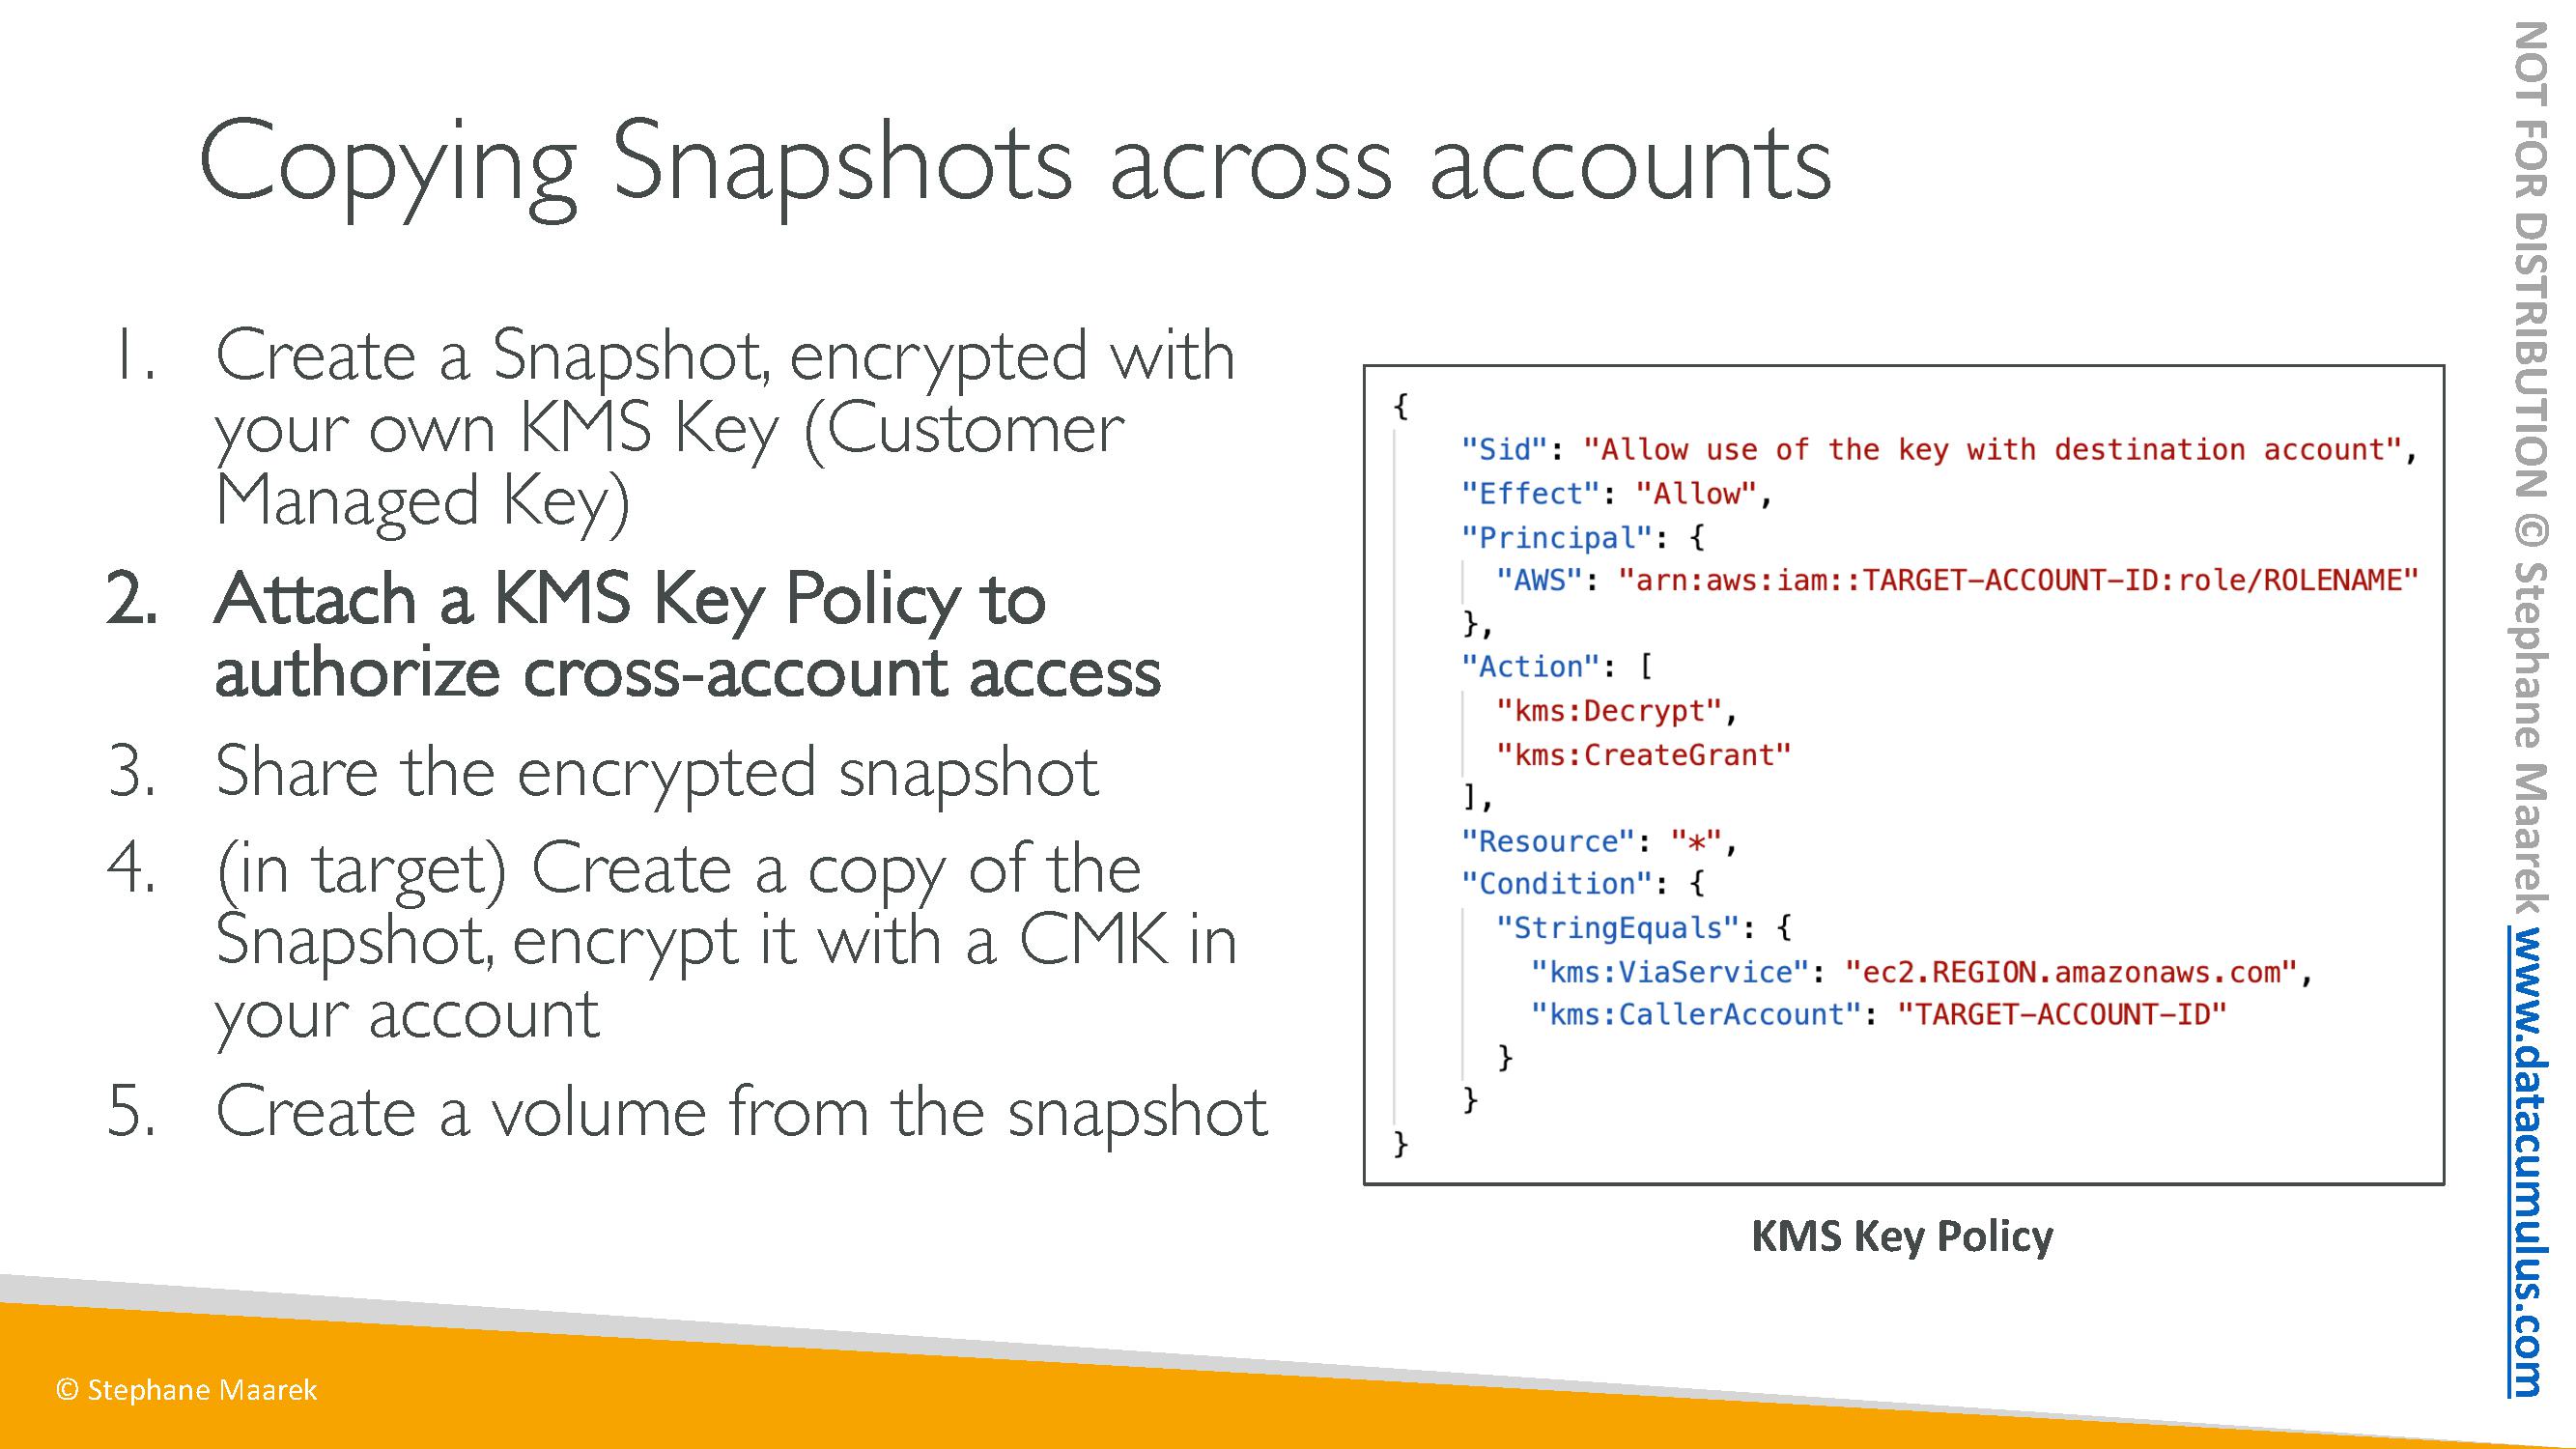 Copying Snapshots across accounts
1. Create a Snapshot, encrypted with
your own KMS Key (Customer
Managed Key)
2. Attach a KMS Key Policy to
authorize cross-account access
3. Share the encrypted snapshot
4. (in target) Create a copy of the
Snapshot, encrypt it with a CMK in
your account
5. Create a volume from the snapshot
{
"Sid": "Allow use of the key with destination account",
"Effect": "Allow",
"Principal": {
"AWS": "arn:aws:iam::TARGET-ACCOUNT-ID:role/ROLENAME"
},
"Action": [
"kms:Decrypt",
"kms:CreateGrant"
],
"Resource": "*",
"Condition": {
"StringEquals": {
"kms:ViaService": "ec2.REGION.amazonaws.com",
"kms:CallerAccount": "TARGET-ACCOUNT-ID"
}
}
}
KMS Key Policy
© Stephane Maarek
NOT FOR DISTRIBUTION © Stephane Maarek www.datacumulus.com